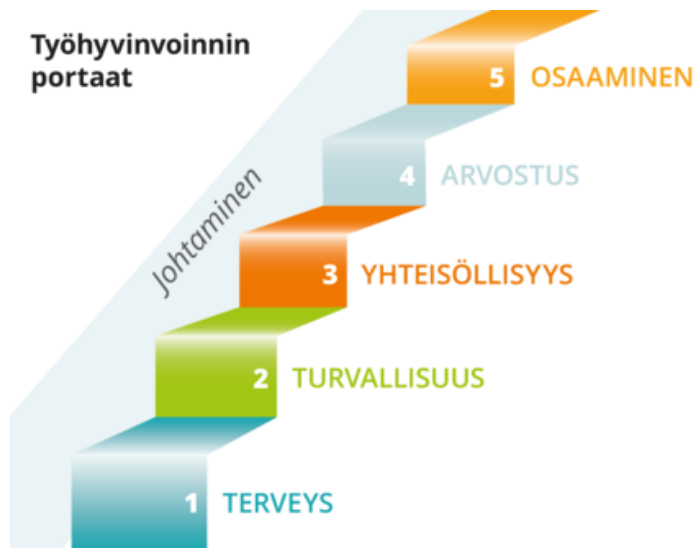 Työhyvinvoinnin
portaat
5 OSAAMINEN
4 ARVOSTUS
Johtaminen
3 YHTEISÖLLISYYS
2 TURVALLISUUS
1 TERVEYS